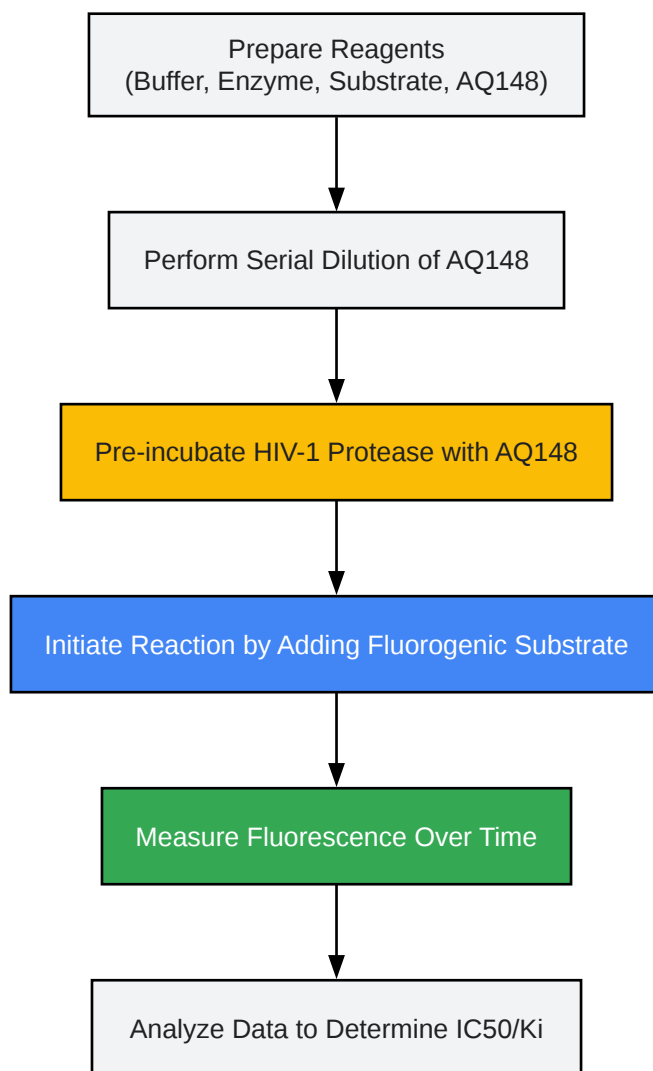 Prepare Reagents
(Buffer, Enzyme, Substrate, AQ148)
Perform Serial Dilution of AQ148
Pre-incubate HIV-1 Protease with AQ148
Initiate Reaction by Adding Fluorogenic Substrate
Measure Fluorescence Over Time
Analyze Data to Determine IC50/Ki